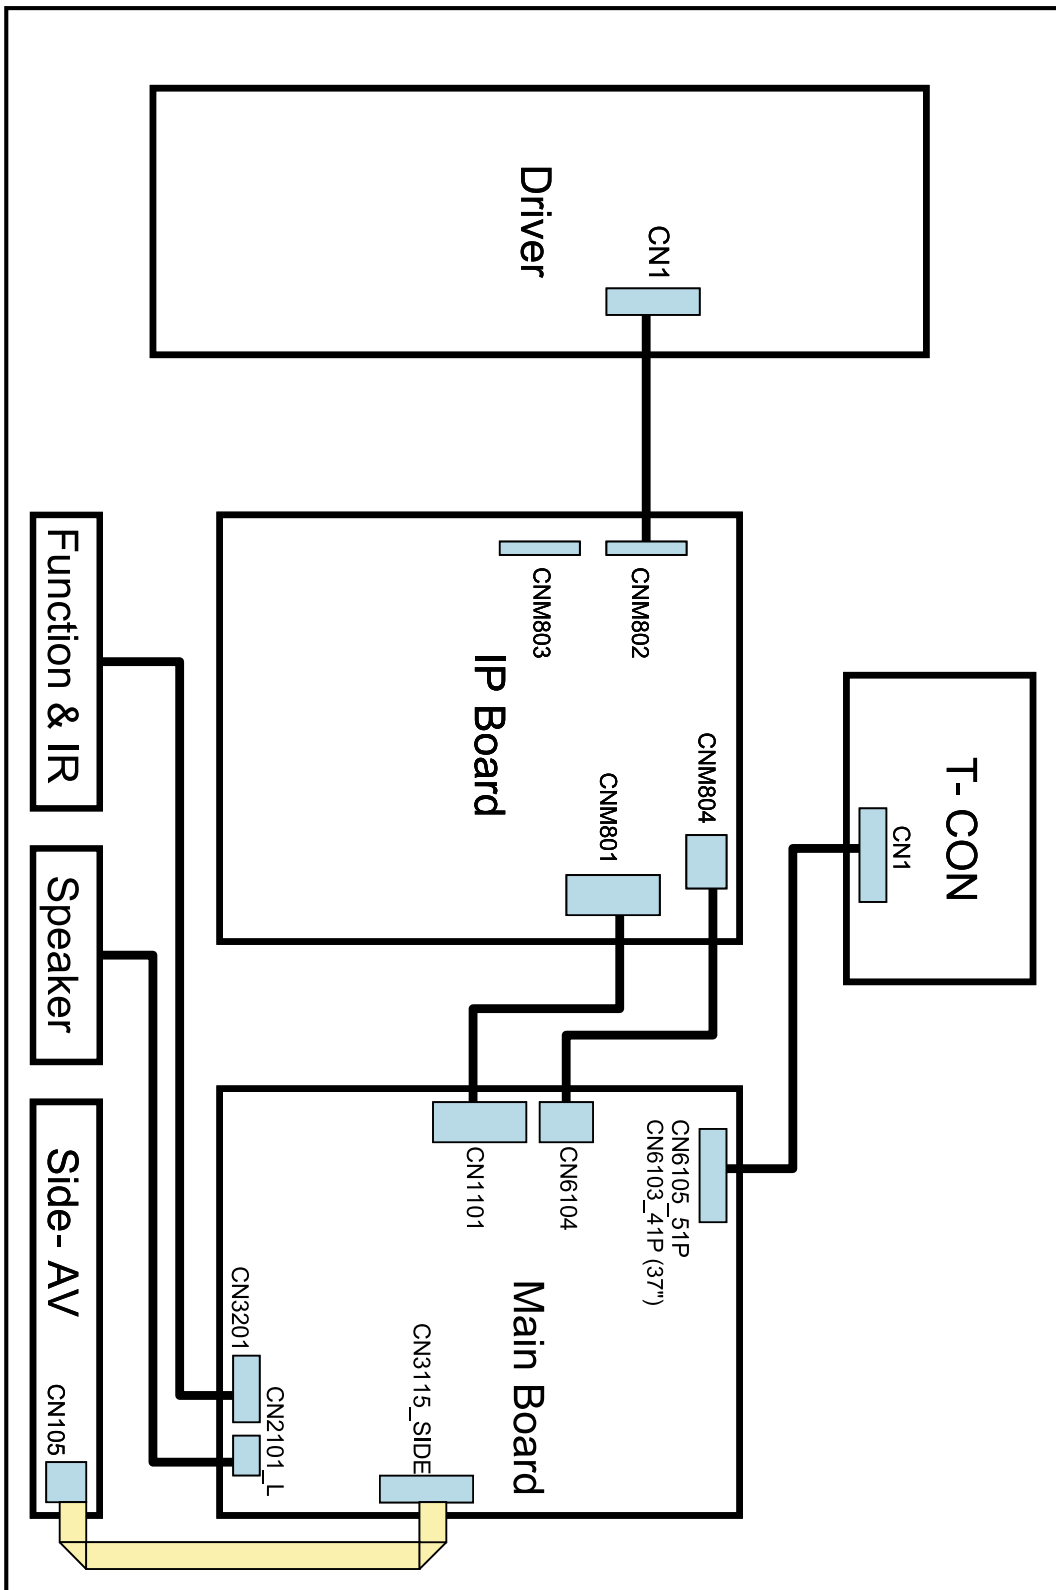 T- CON
CN1
Driver
CN1
IP Board
CNM802
CNM803
CNM804
CNM801
Main Board
CN6105_51P
CN6103_41P (37")
CN6104
CN1101
CN3115_SIDE
CN3201
CN2101_L
Function & IR
Speaker
Side- AV
CN105